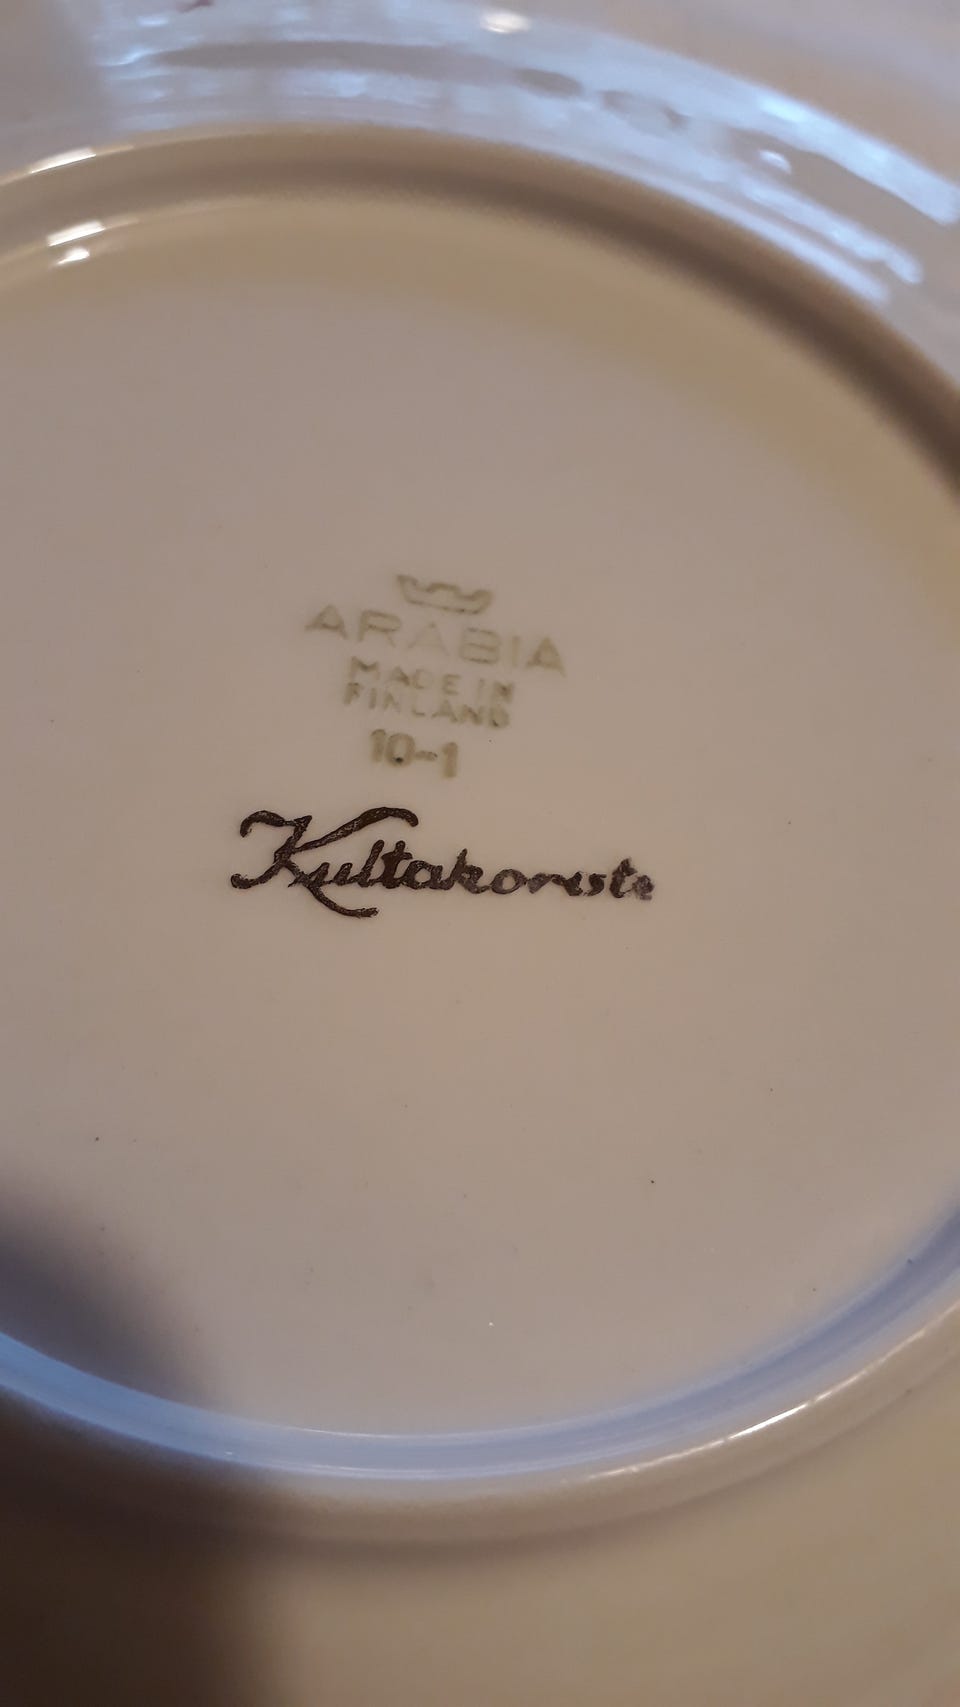 ARABIA
MADE IN
FINLAND
10-1
Kultakoriste